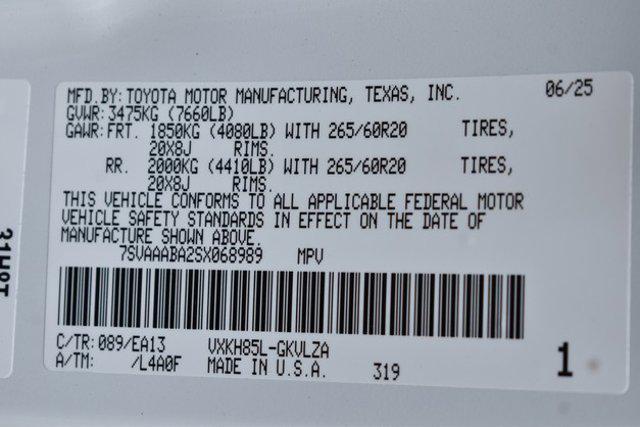 MFD.BY: TOYOTA MOTOR MANUFACTURING, TEXAS, INC. 06/25
GVWR: 3475KG (7660LB)
GAWR: FRT. 1850KG (4080LB) WITH 265/60R20 TIRES,
20X8J RIMS.
RR. 2000KG (4410LB) WITH 265/60R20 TIRES,
20X8J RIMS.
THIS VEHICLE CONFORMS TO ALL APPLICABLE FEDERAL MOTOR
VEHICLE SAFETY STANDARDS IN EFFECT ON THE DATE OF
MANUFACTURE SHOWN ABOVE.
7SVAAABA2SX068989 MPV
C/TR: 089/EA13 VXKH85L-GKVLZA
A/TM: /L4A0F MADE IN U.S.A. 319
1